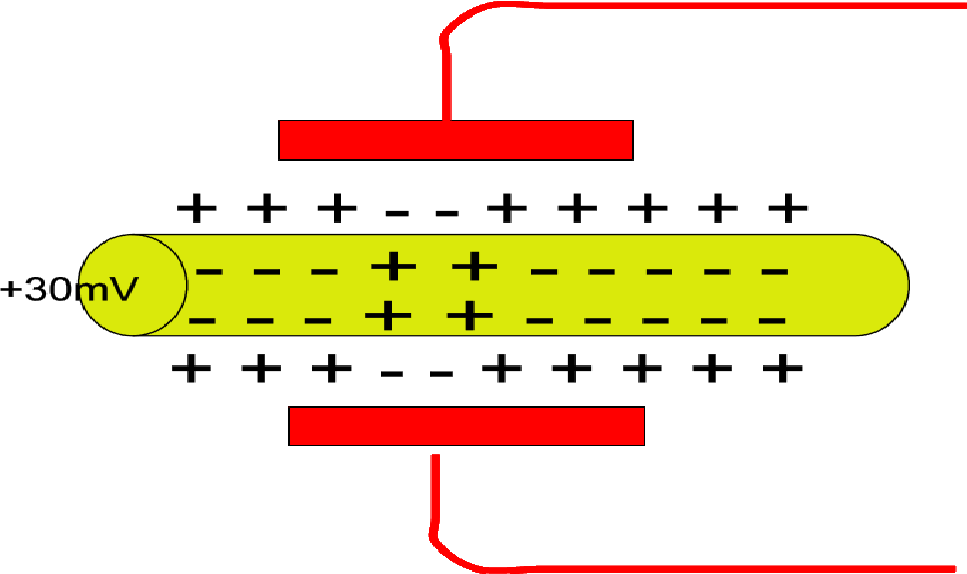 + + + - - + + + + +
- - - + + - - - - -
+30mV
- - - + + - - - - -
+ + + - - + + + + +